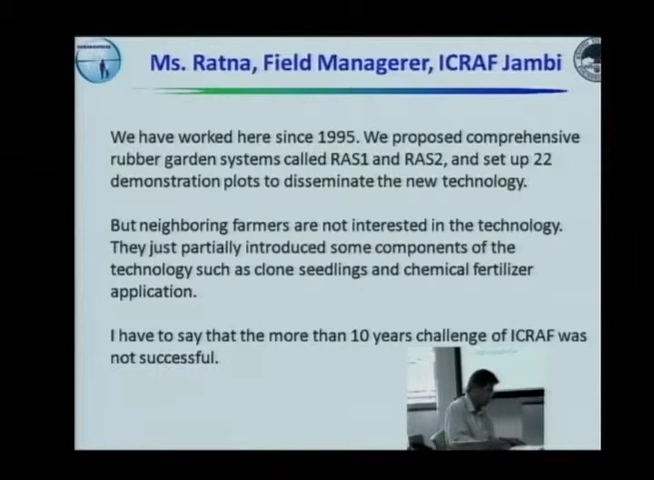 Ms. Ratna, Field Managerer, ICRAF Jambi
We have worked here since 1995. We proposed comprehensive
rubber garden systems called RAS1 and RAS2, and set up 22
demonstration plots to disseminate the new technology.
But neighboring farmers are not interested in the technology.
They just partially introduced some components of the
technology such as clone seedlings and chemical fertilizer
application.
I have to say that the more than 10 years challenge of ICRAF was
not successful.